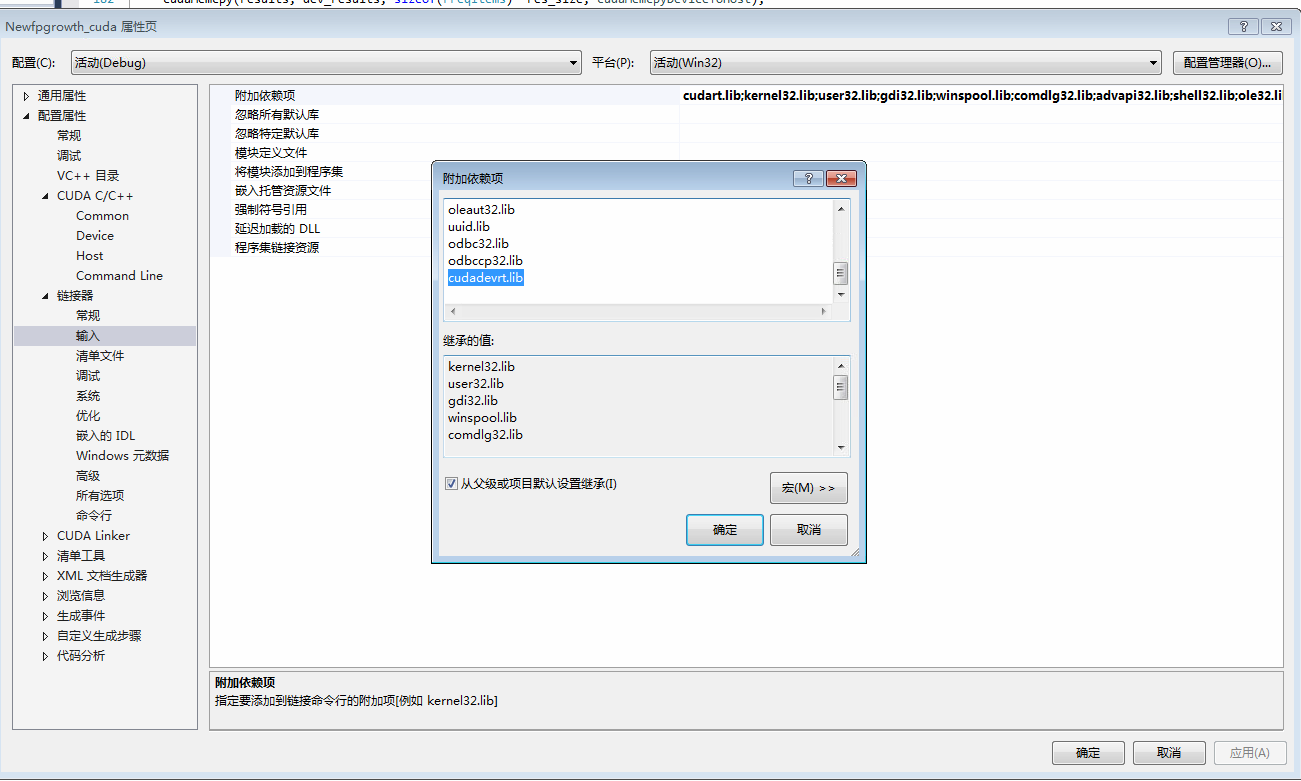 Newfpgrowth_cuda 属性页
配置(C):
活动(Debug)
平台(P):
活动(Win32)
配置管理器(O)...
通用属性
配置属性
常规
调试
VC++ 目录
CUDA C/C++
Common
Device
Host
Command Line
链接器
常规
输入
清单文件
调试
系统
优化
嵌入的 IDL
Windows 元数据
高级
所有选项
命令行
CUDA Linker
清单工具
XML 文档生成器
浏览信息
生成事件
自定义生成步骤
代码分析
附加依赖项
cudart.lib;kernel32.lib;user32.lib;gdi32.lib;winspool.lib;comdlg32.lib;advapi32.lib;shell32.lib;ole32.li
忽略所有默认库
忽略特定默认库
模块定义文件
将模块添加到程序集
嵌入托管资源文件
强制符号引用
延迟加载的 DLL
程序集链接资源
附加依赖项
oleaut32.lib
uuid.lib
odbc32.lib
odbccp32.lib
cudadevrt.lib
继承的值:
kernel32.lib
user32.lib
gdi32.lib
winspool.lib
comdlg32.lib
从父级或项目默认设置继承(I)
宏(M) >>
确定
取消
附加依赖项
指定要添加到链接命令行的附加项[例如 kernel32.lib]
确定
取消
应用(A)